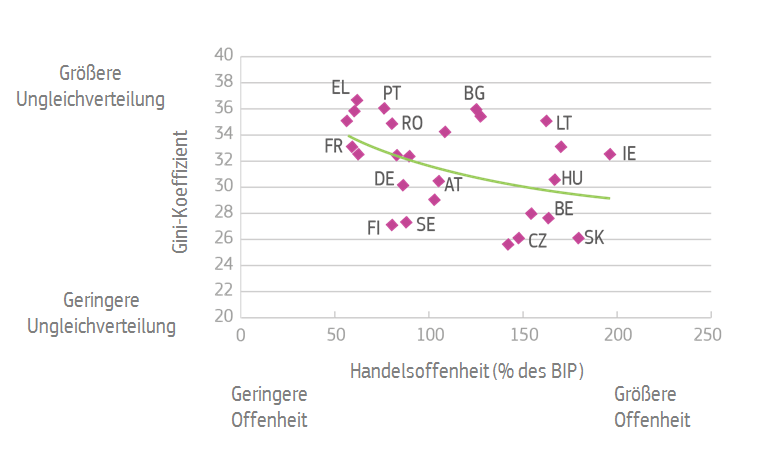 Größere
Ungleichverteilung
Geringere
Ungleichverteilung
Gini-Koeffizient
40
38
36
34
32
30
28
26
24
22
20
EL
PT
BG
RO
LT
FR
IE
DE
AT
HU
BE
FI
SE
CZ
SK
0
50
100
150
200
250
Handelsoffenheit (% des BIP)
Geringere
Offenheit
Größere
Offenheit